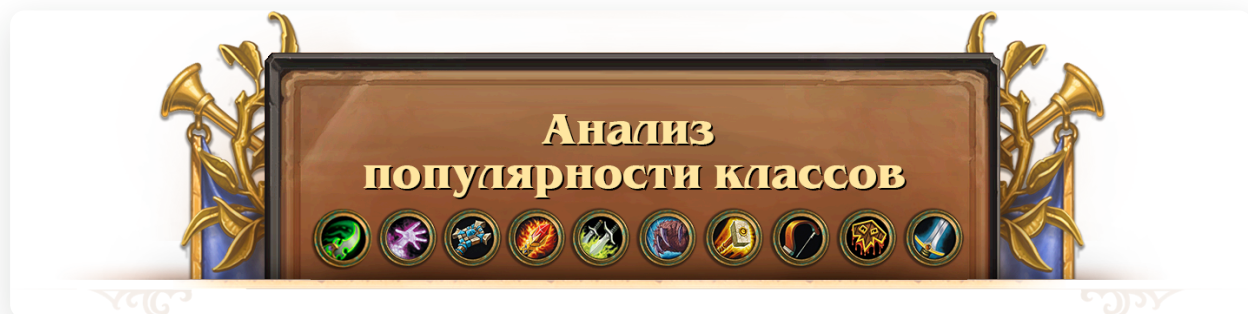 Анализ
популярности классов